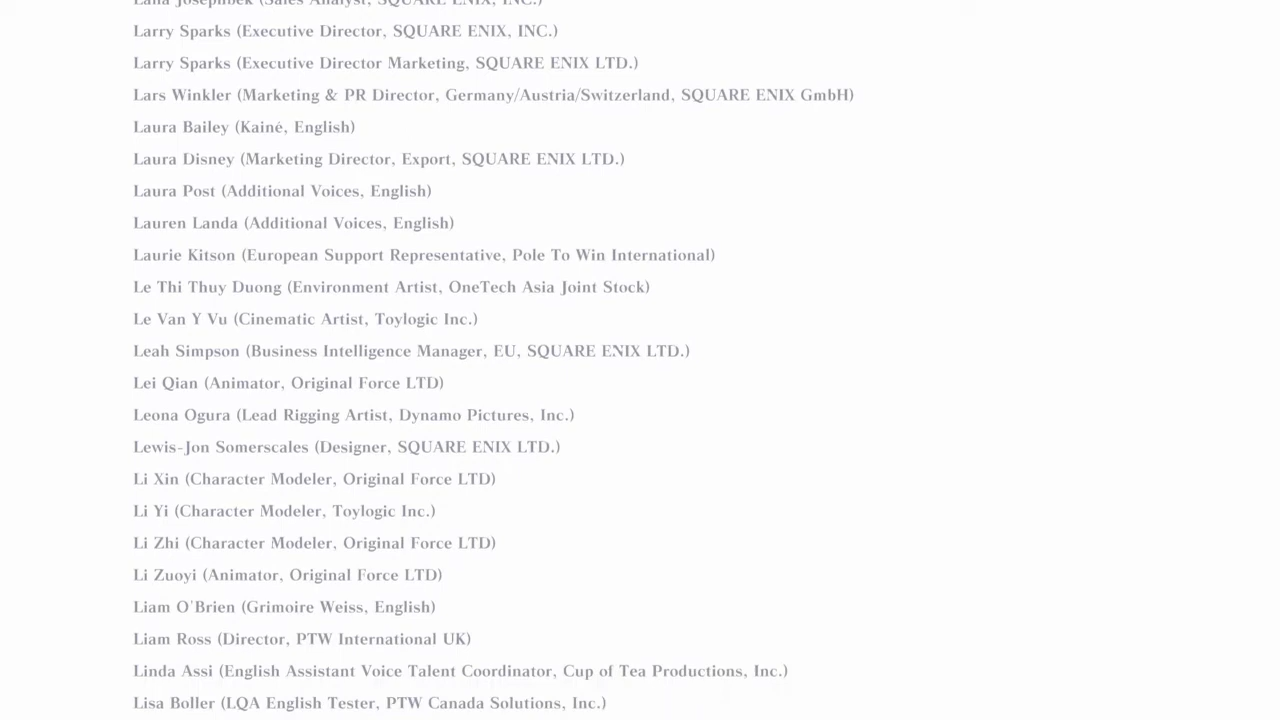 Lana Josephbek (Sales Analyst, SQUARE ENIX, INC.)
Larry Sparks (Executive Director, SQUARE ENIX, INC.)
Larry Sparks (Executive Director Marketing, SQUARE ENIX LTD.)
Lars Winkler (Marketing & PR Director, Germany/Austria/Switzerland, SQUARE ENIX GmbH)
Laura Bailey (Kainé, English)
Laura Disney (Marketing Director, Export, SQUARE ENIX LTD.)
Laura Post (Additional Voices, English)
Lauren Landa (Additional Voices, English)
Laurie Kitson (European Support Representative, Pole To Win International)
Le Thi Thuy Duong (Environment Artist, OneTech Asia Joint Stock)
Le Van Y Vu (Cinematic Artist, Toylogic Inc.)
Leah Simpson (Business Intelligence Manager, EU, SQUARE ENIX LTD.)
Lei Qian (Animator, Original Force LTD)
Leona Ogura (Lead Rigging Artist, Dynamo Pictures, Inc.)
Lewis-Jon Somerscales (Designer, SQUARE ENIX LTD.)
Li Xin (Character Modeler, Original Force LTD)
Li Yi (Character Modeler, Toylogic Inc.)
Li Zhi (Character Modeler, Original Force LTD)
Li Zuoyi (Animator, Original Force LTD)
Liam O'Brien (Grimoire Weiss, English)
Liam Ross (Director, PTW International UK)
Linda Assi (English Assistant Voice Talent Coordinator, Cup of Tea Productions, Inc.)
Lisa Boller (LQA English Tester, PTW Canada Solutions, Inc.)